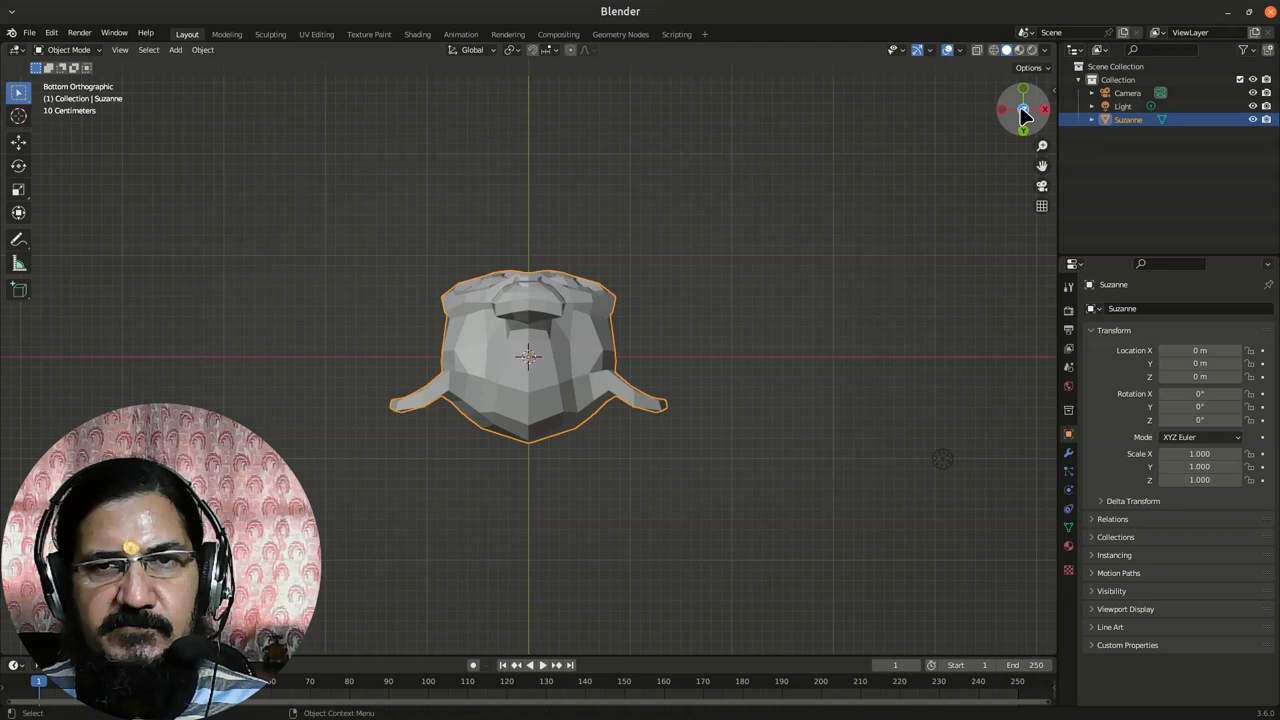 Blender
File Edit Render Window Help Layout Modeling Sculpting UV Editing Texture Paint Shading Animation Rendering Compositing Geometry Nodes Scripting Scene ViewLayer
Object Mode View Select Add Object Global
Options
Bottom Orthographic
(1) Collection | Suzanne
10 Centimeters
X
Y
Scene Collection
Collection
Camera
Light
Suzanne
Suzanne
Suzanne
Transform
Location X 0 m
Y 0 m
Z 0 m
Rotation X 0°
Y 0°
Z 0°
Mode XYZ Euler
Scale X 1.000
Y 1.000
Z 1.000
Delta Transform
Relations
Collections
Instancing
Motion Paths
Visibility
Viewport Display
Line Art
Custom Properties
1 Start 1 End 250
1 70 80 90 100 110 120 130 140 150 160 170 180 190 200 210 220 230 240 250
Select Object Context Menu 3.6.0